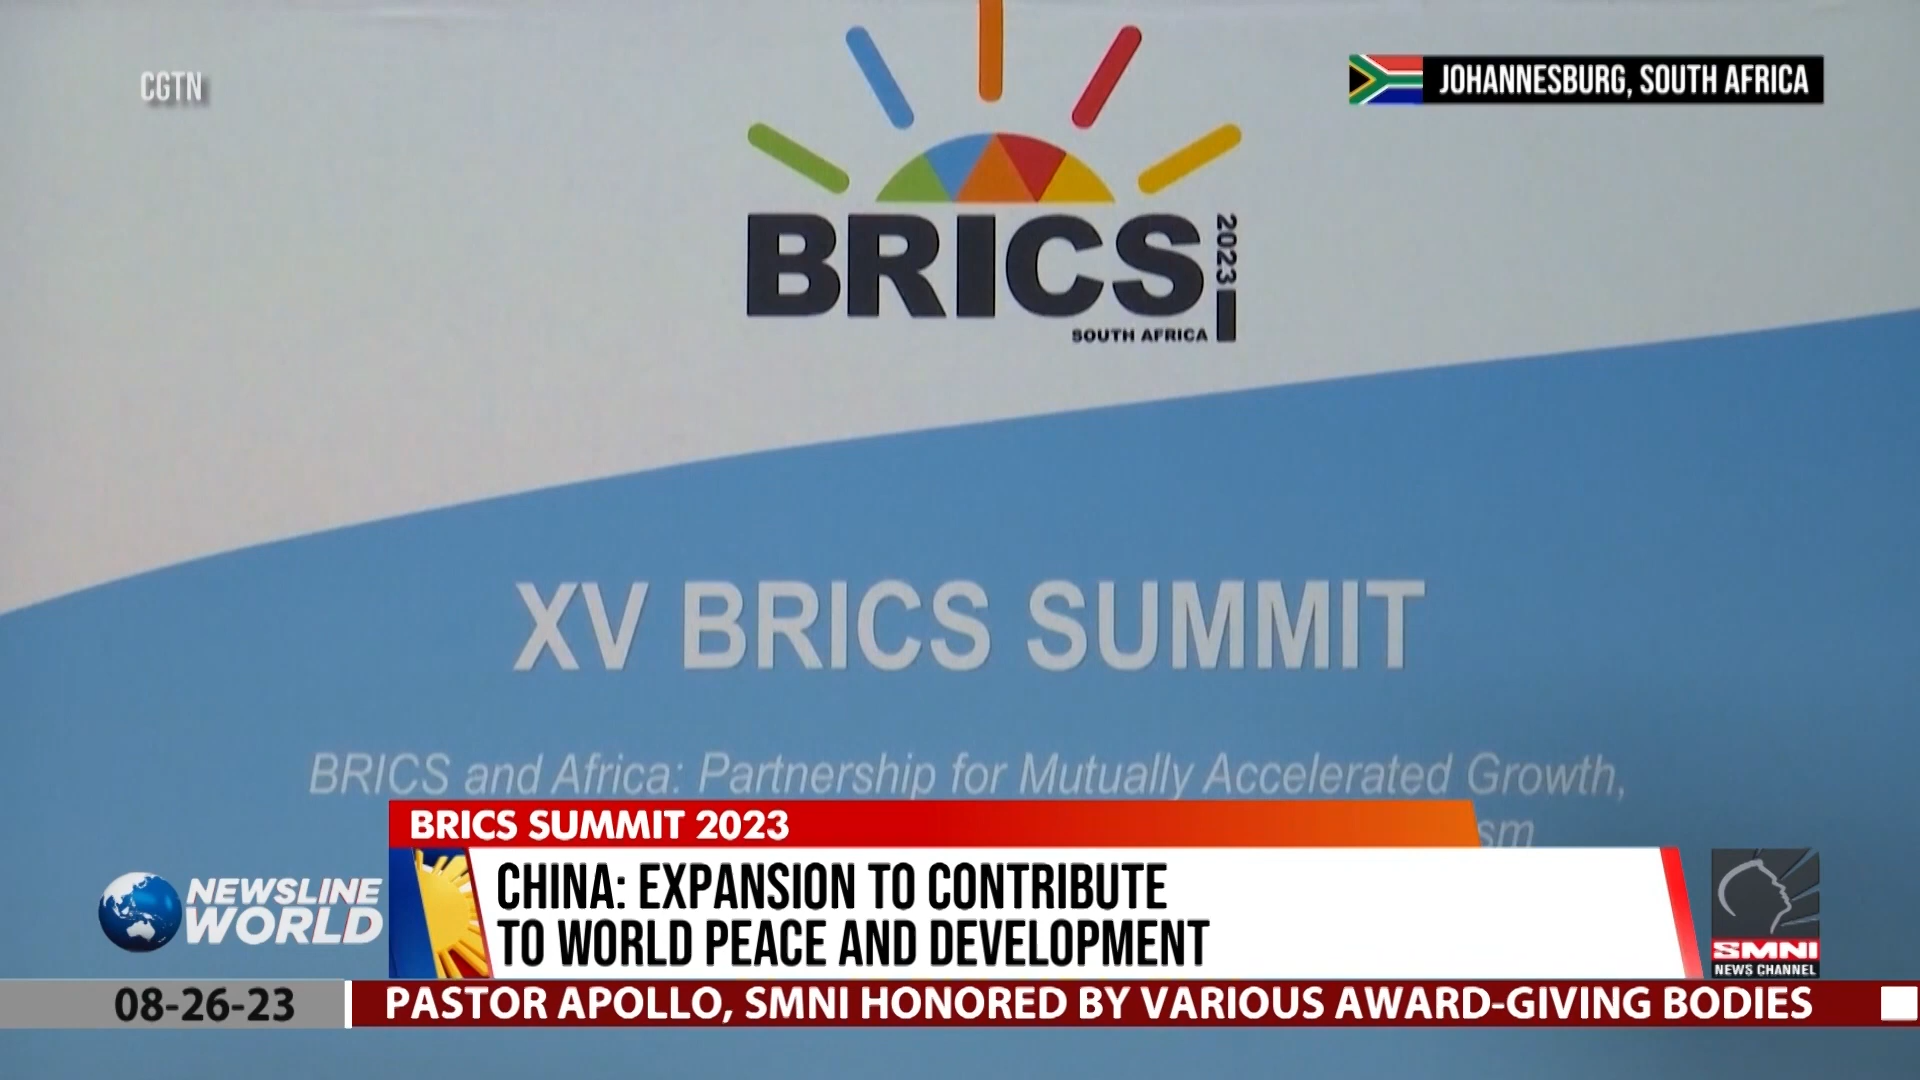 CGTN
JOHANNESBURG, SOUTH AFRICA
BRICS
2023
SOUTH AFRICA
XV BRICS SUMMIT
BRICS and Africa: Partnership for Mutually Accelerated Growth,
BRICS SUMMIT 2023
CHINA: EXPANSION TO CONTRIBUTE
TO WORLD PEACE AND DEVELOPMENT
NEWSLINE
WORLD
SMNI
NEWS CHANNEL
08-26-23
PASTOR APOLLO, SMNI HONORED BY VARIOUS AWARD-GIVING BODIES